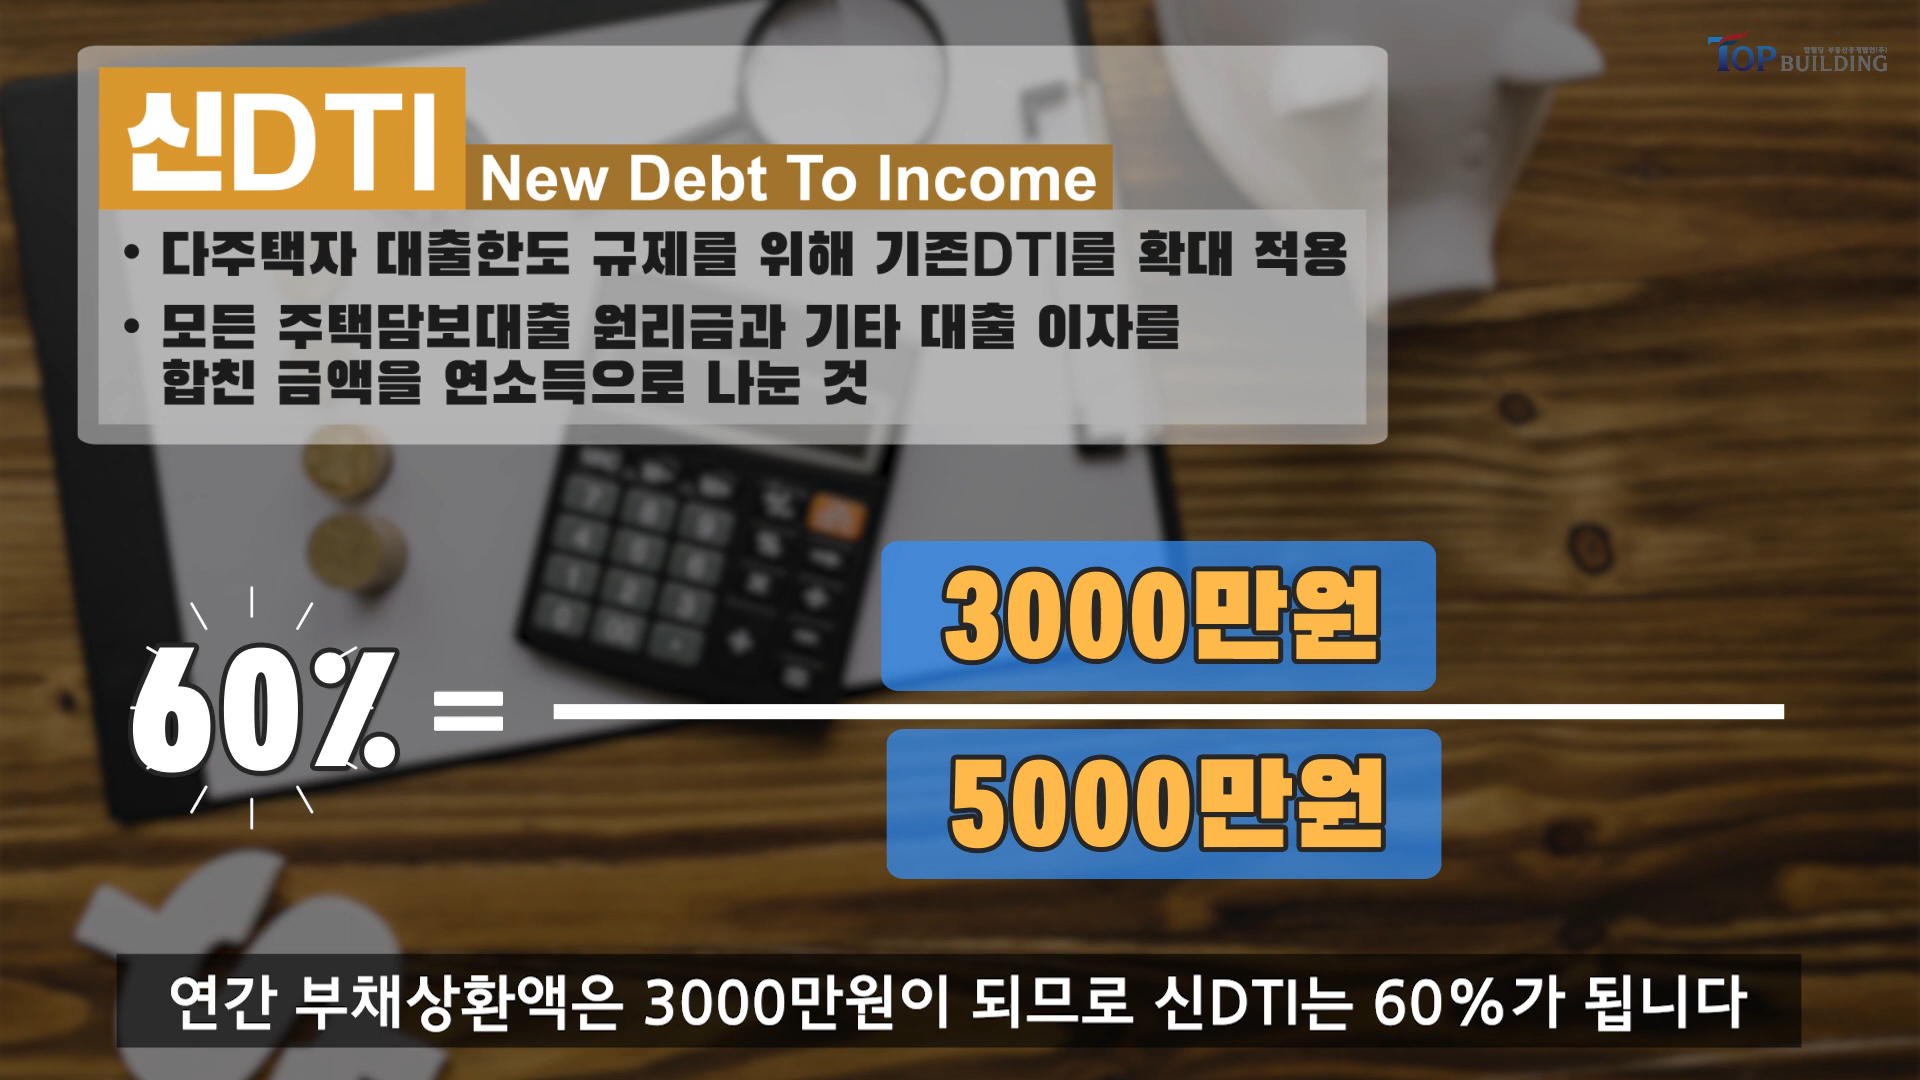 TOP BUILDING
신DTI
New Debt To Income
• 다주택자 대출한도 규제를 위해 기존DTI를 확대 적용
• 모든 주택담보대출 원리금과 기타 대출 이자를
합친 금액을 연소득으로 나눈 것
3000만원
60% =
5000만원
연간 부채상환액은 3000만원이 되므로 신DTI는 60%가 됩니다